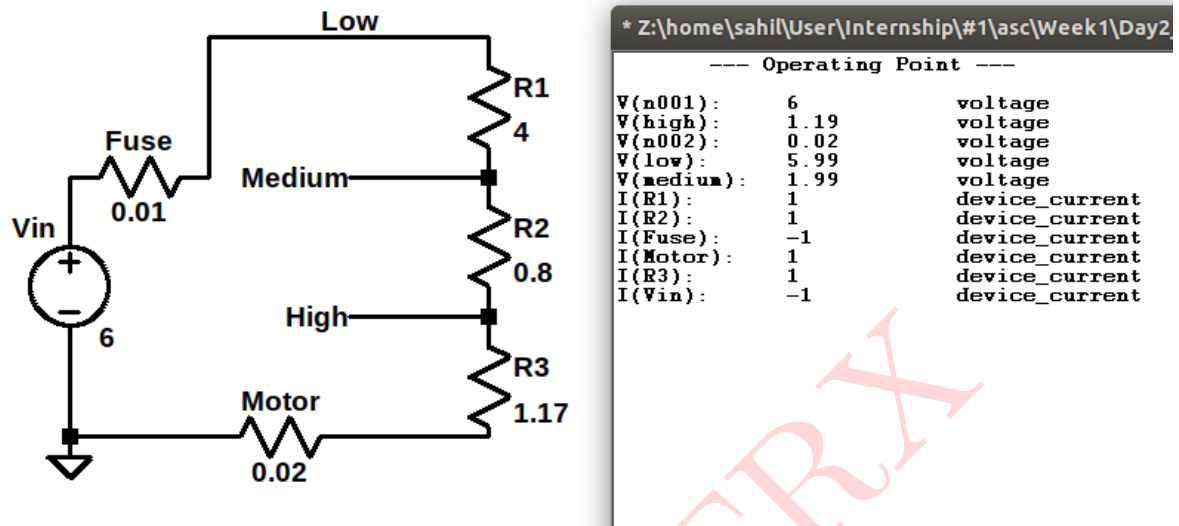 Low
R1
4
Fuse
0.01
Medium
Vin
R2
0.8
High
6
R3
1.17
Motor
0.02
* Z:\home\sahil\User\Internship\#1\asc\Week1\Day2_
--- Operating Point ---
V(n001): 6 voltage
V(high): 1.19 voltage
V(n002): 0.02 voltage
V(low): 5.99 voltage
V(medium): 1.99 voltage
I(R1): 1 device_current
I(R2): 1 device_current
I(Fuse): -1 device_current
I(Motor): 1 device_current
I(R3): 1 device_current
I(Vin): -1 device_current